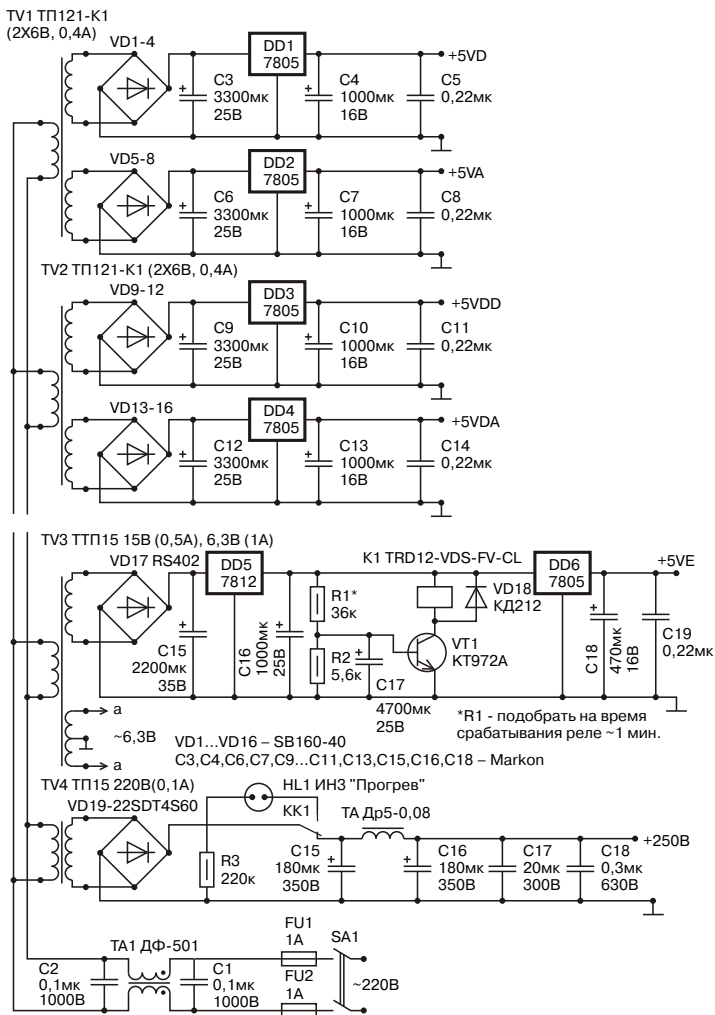 TV1 ТП121-К1
(2Х6В, 0,4А)
VD1-4
DD1
7805
+5VD
C3
3300мк
25В
C4
1000мк
16В
C5
0,22мк
VD5-8
DD2
7805
+5VA
C6
3300мк
25В
C7
1000мк
16В
C8
0,22мк
TV2 ТП121-К1 (2Х6В, 0,4А)
VD9-12
DD3
7805
+5VDD
C9
3300мк
25В
C10
1000мк
16В
C11
0,22мк
VD13-16
DD4
7805
+5VDA
C12
3300мк
25В
C13
1000мк
16В
C14
0,22мк
TV3 ТТП15 15В (0,5А), 6,3В (1А)
VD17 RS402
DD5
7812
K1 TRD12-VDS-FV-CL
DD6
7805
+5VE
C15
2200мк
35В
C16
1000мк
25В
R1*
36к
R2
5,6к
C17
4700мк
25В
VD18
КД212
VT1
КТ972А
C18
470мк
16В
C19
0,22мк
а
~6,3В
а
*R1 - подобрать на время
срабатывания реле ~1 мин.
VD1...VD16 – SB160-40
C3,C4,C6,C7,C9...C11,C13,C15,C16,C18 – Markon
TV4 ТП15 220В(0,1А)
VD19-22SDT4S60
HL1 ИН3 "Прогрев"
KK1
ТА Др5-0,08
+250В
R3
220к
C15
180мк
350В
C16
180мк
350В
C17
20мк
300В
C18
0,3мк
630В
TA1 ДФ-501
FU1
1А
SA1
C2
0,1мк
1000В
C1
0,1мк
1000В
FU2
1А
~220В